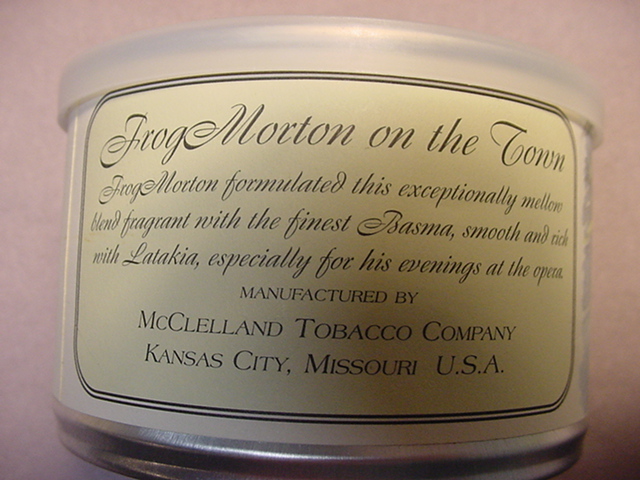 FrogMorton on the Town
FrogMorton formulated this exceptionally mellow
blend fragrant with the finest Basma, smooth and rich
with Latakia, especially for his evenings at the opera.
MANUFACTURED BY
MCCLELLAND TOBACCO COMPANY
KANSAS CITY, MISSOURI U.S.A.